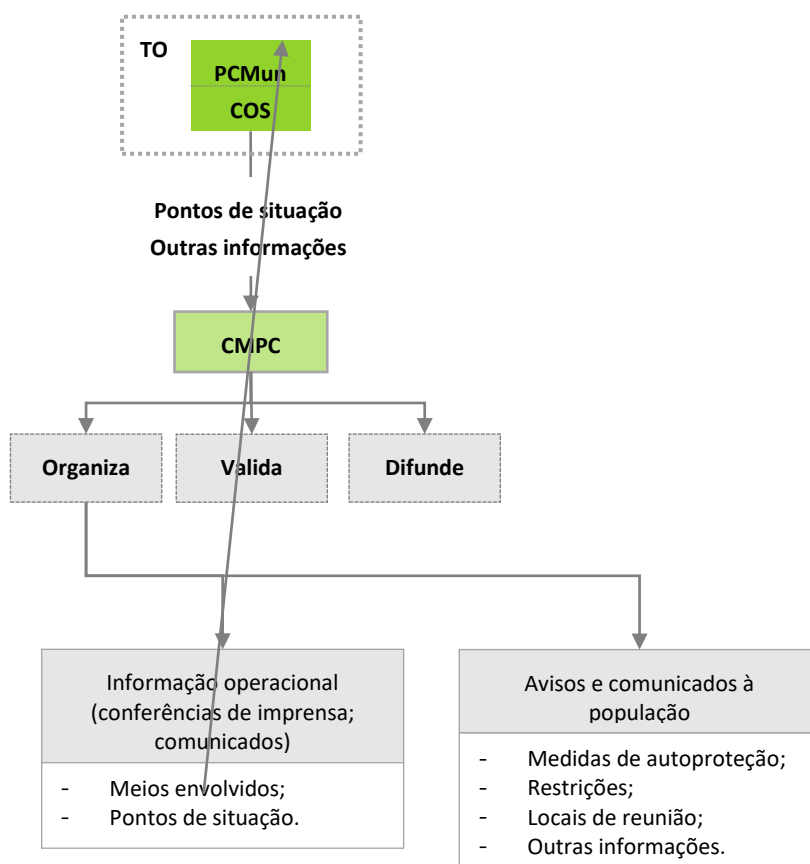 TO
PCMun
COS
Pontos de situação
Outras informações
CMPC
Organiza
Valida
Difunde
Informação operacional
(conferências de imprensa;
comunicados)
- Meios envolvidos;
- Pontos de situação.
Avisos e comunicados à
população
- Medidas de autoproteção;
- Restrições;
- Locais de reunião;
- Outras informações.